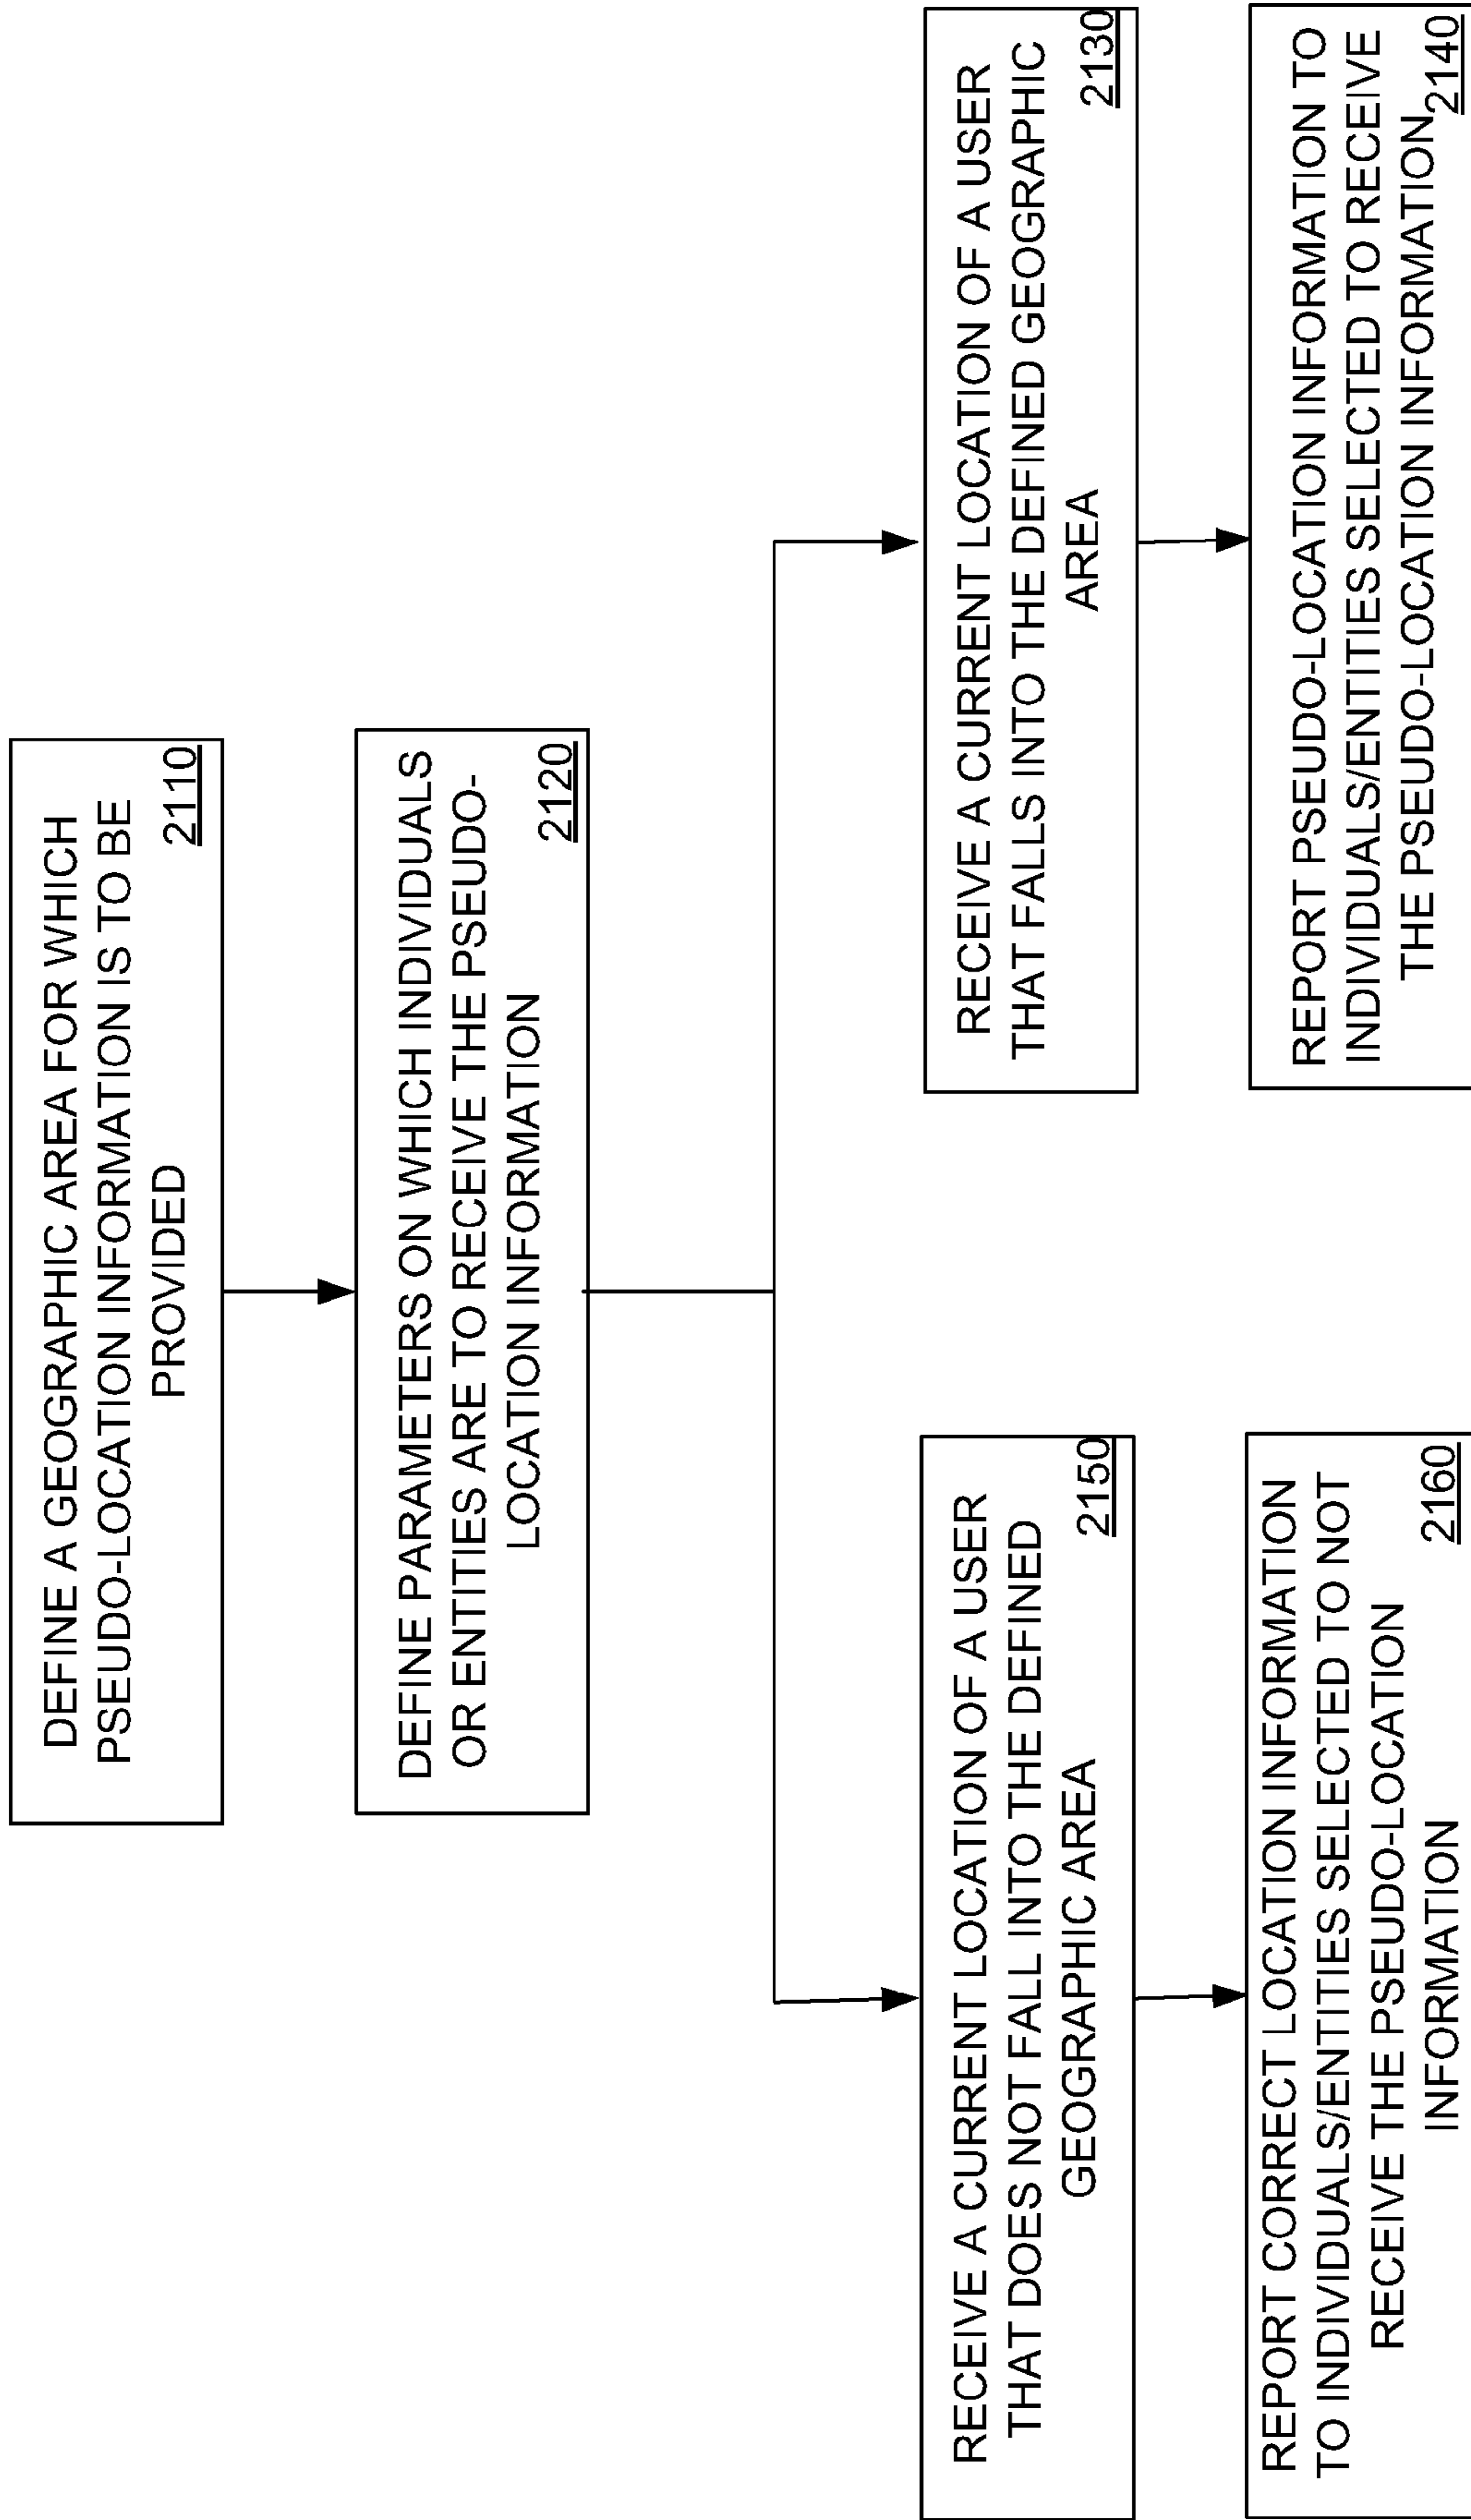 DEFINE A GEOGRAPHIC AREA FOR WHICH
PSEUDO-LOCATION INFORMATION IS TO BE
PROVIDED
2110
DEFINE PARAMETERS ON WHICH INDIVIDUALS
OR ENTITIES ARE TO RECEIVE THE PSEUDO-
LOCATION INFORMATION
2120
RECEIVE A CURRENT LOCATION OF A USER
THAT DOES NOT FALL INTO THE DEFINED
GEOGRAPHIC AREA
2150
REPORT CORRECT LOCATION INFORMATION
TO INDIVIDUALS/ENTITIES SELECTED TO NOT
RECEIVE THE PSEUDO-LOCATION
INFORMATION
2160
RECEIVE A CURRENT LOCATION OF A USER
THAT FALLS INTO THE DEFINED GEOGRAPHIC
AREA
2130
REPORT PSEUDO-LOCATION INFORMATION TO
INDIVIDUALS/ENTITIES SELECTED TO RECEIVE
THE PSEUDO-LOCATION INFORMATION
2140